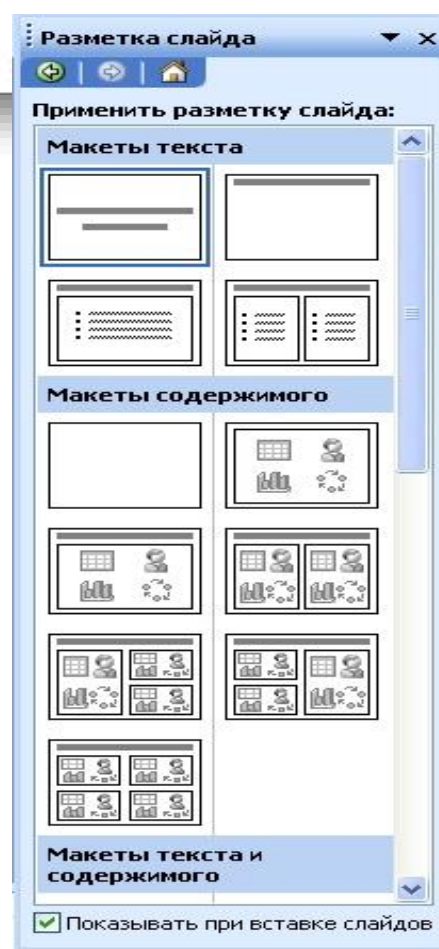 Разметка слайда
Применить разметку слайда:
Макеты текста
Макеты содержимого
Макеты текста и
содержимого
Показывать при вставке слайдов